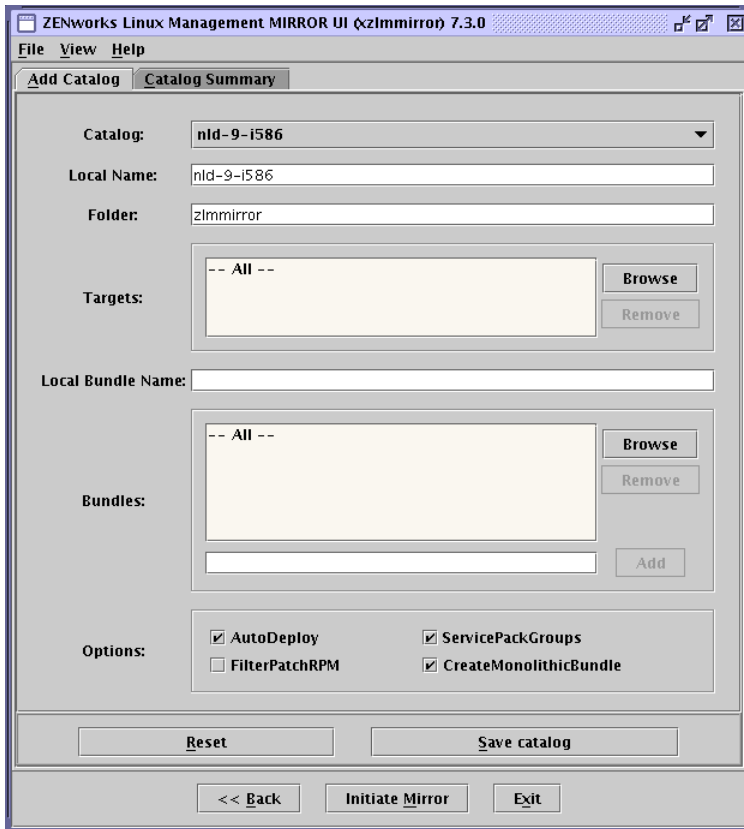 ZENworks Linux Management MIRROR UI (xzlmmirror) 7.3.0
File View Help
Add Catalog Catalog Summary
Catalog: nld-9-i586
Local Name: nld-9-i586
Folder: zlmmirror
-- All --
Browse
Targets:
Remove
Local Bundle Name:
-- All --
Browse
Remove
Bundles:
Add
AutoDeploy ServicePackGroups
Options:
FilterPatchRPM CreateMonolithicBundle
Reset Save catalog
<< Back Initiate Mirror Exit